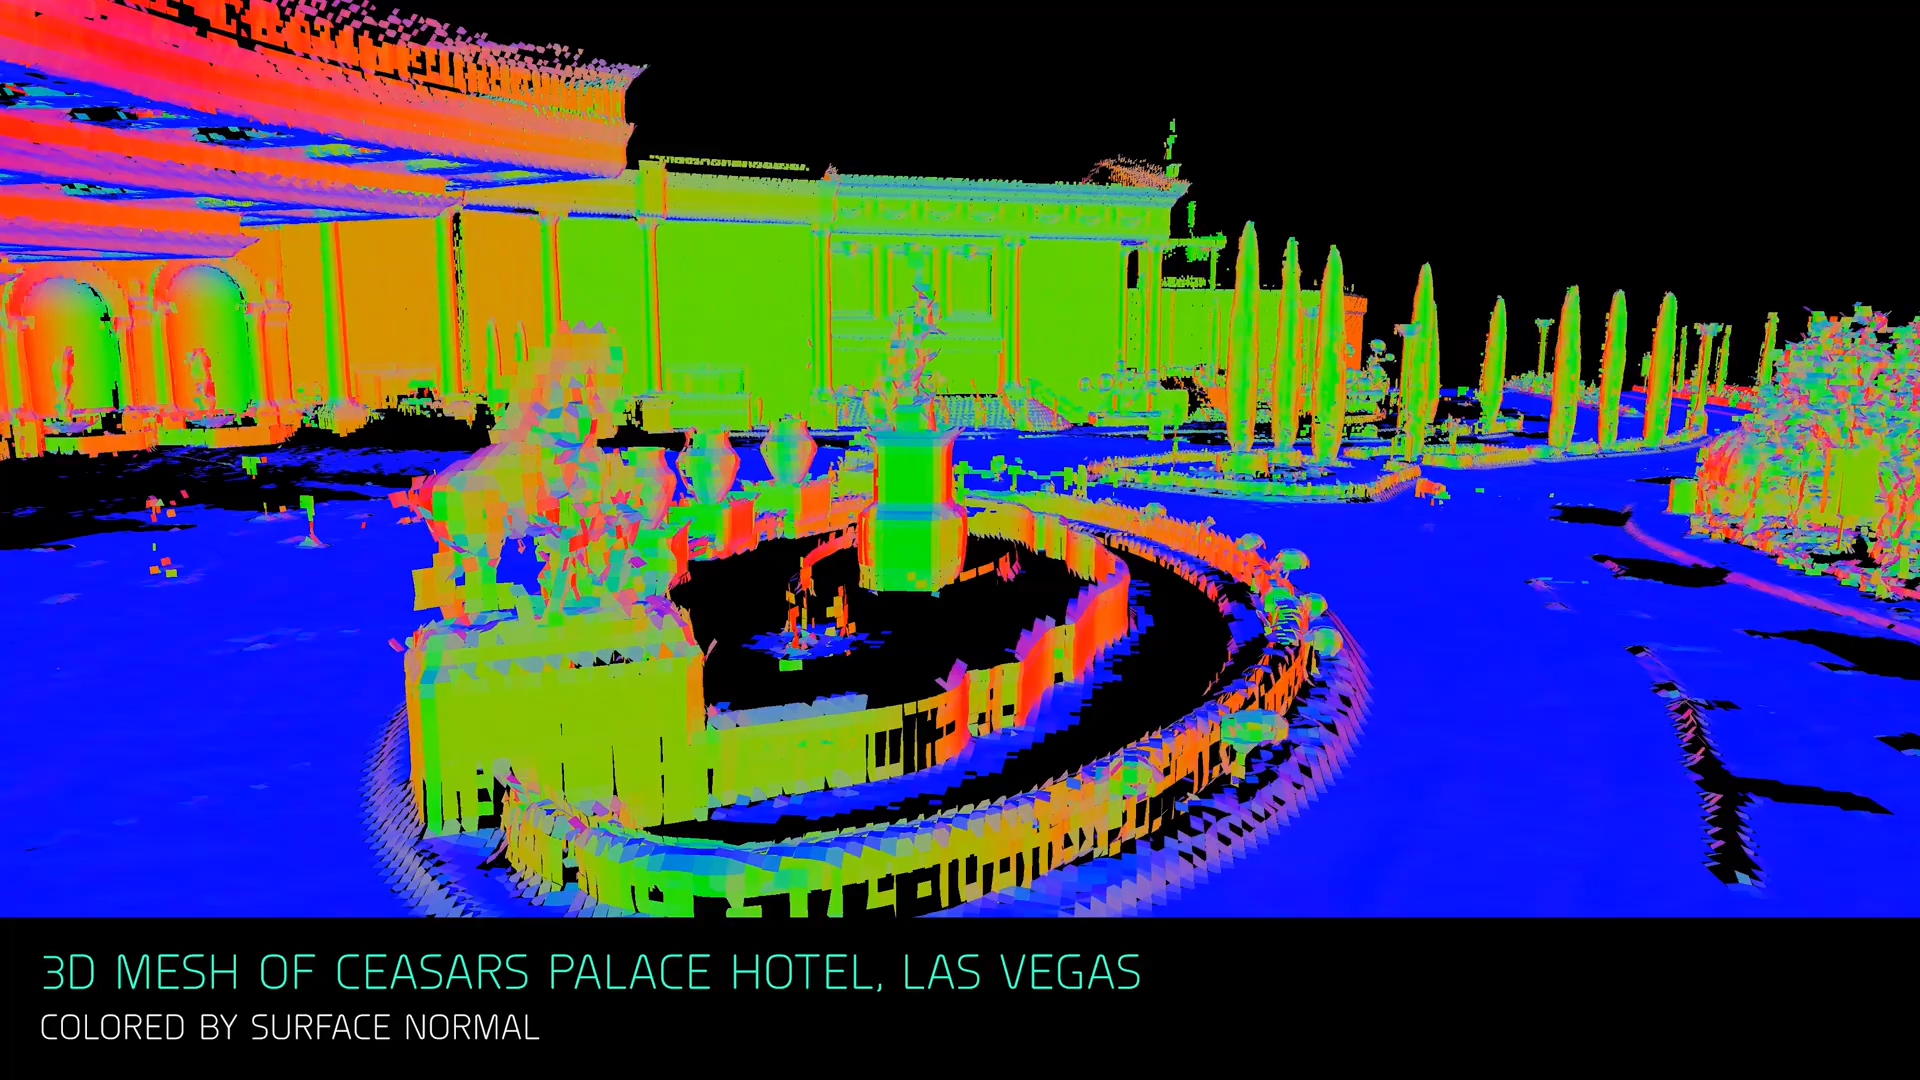 3D MESH OF CEASARS PALACE HOTEL, LAS VEGAS
COLORED BY SURFACE NORMAL